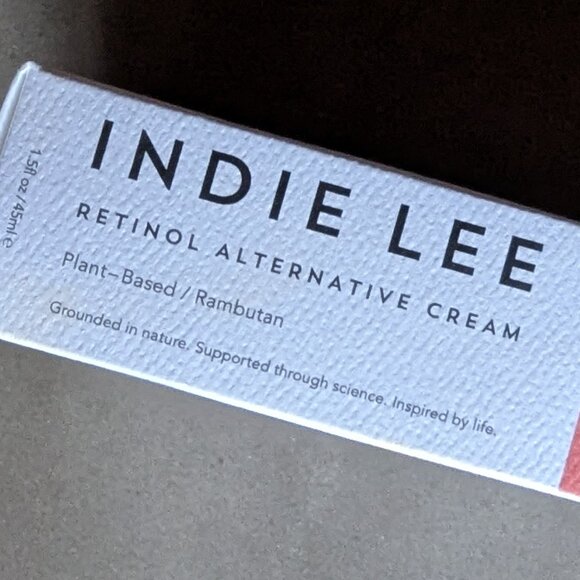 INDIE LEE
RETINOL ALTERNATIVE CREAM
Plant-Based / Rambutan
Grounded in nature. Supported through science. Inspired by life.
1.5fl oz/45ml e